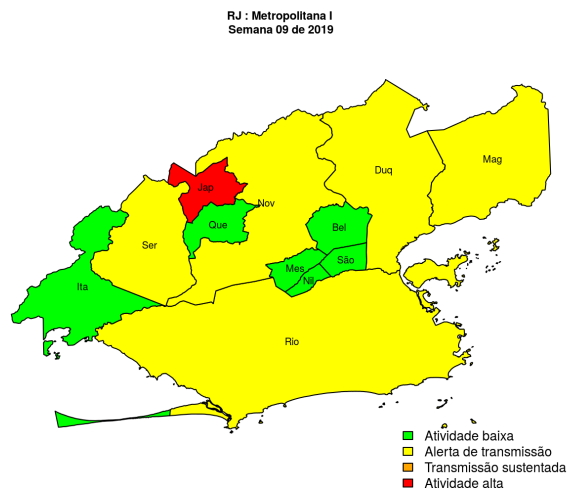 RJ : Metropolitana I
Semana 09 de 2019
Duq
Mag
Jap
Nov
Que
Bel
Ser
São
Mes
Nil
Ita
Rio
Atividade baixa
Alerta de transmissão
Transmissão sustentada
Atividade alta